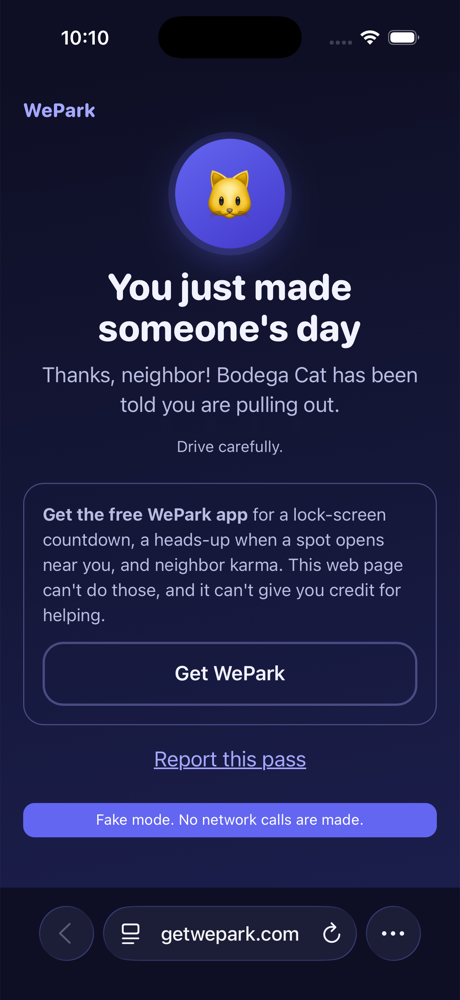 10:10
WePark
You just made
someone's day
Thanks, neighbor! Bodega Cat has been
told you are pulling out.
Drive carefully.
Get the free WePark app for a lock-screen
countdown, a heads-up when a spot opens
near you, and neighbor karma. This web page
can't do those, and it can't give you credit for
helping.
Get WePark
Report this pass
Fake mode. No network calls are made.
getwepark.com